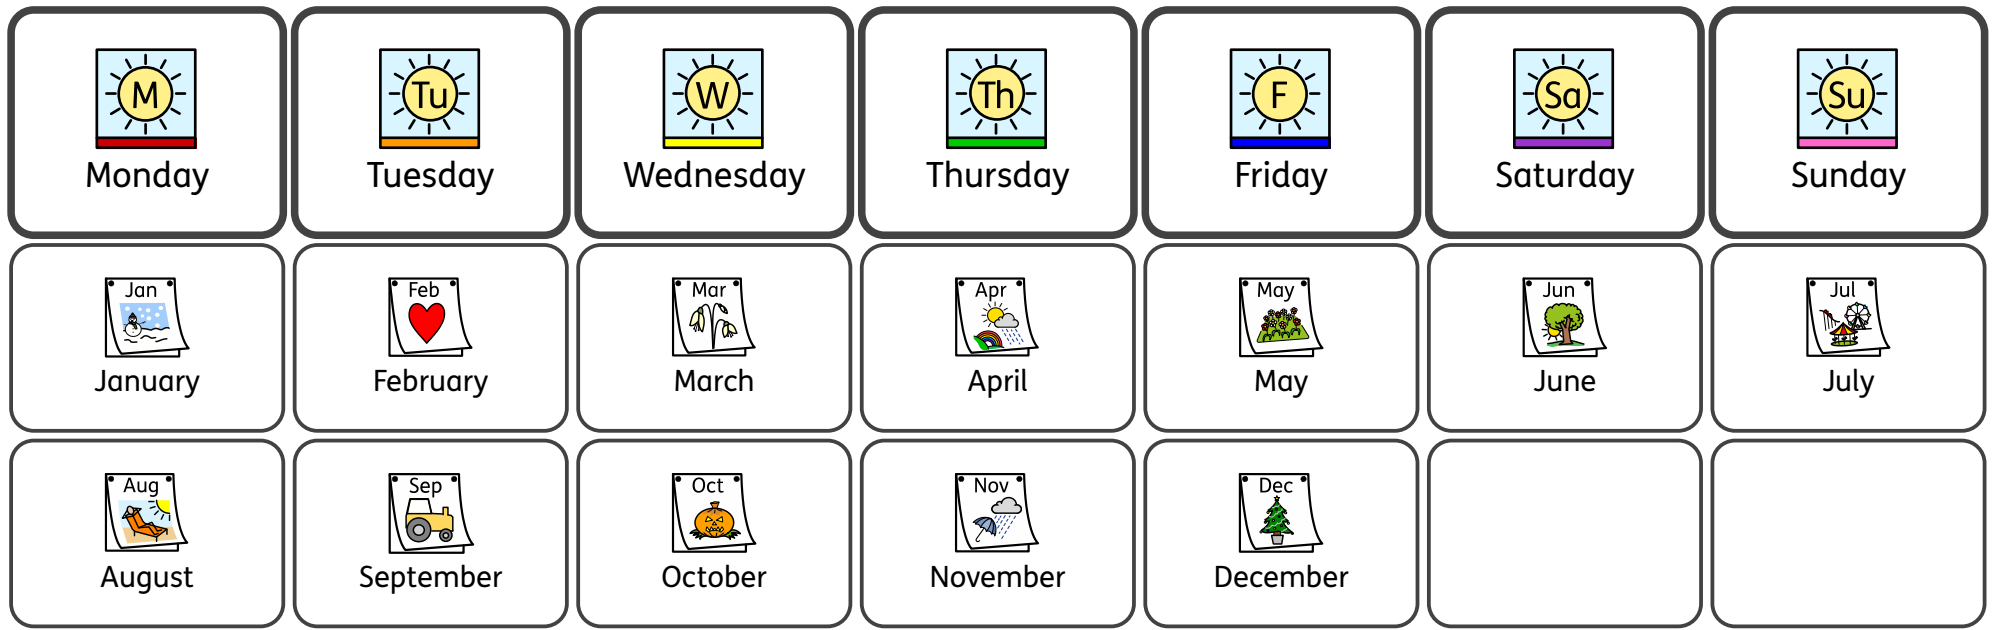 M
Monday
Tu
Tuesday
W
Wednesday
Th
Thursday
F
Friday
Sa
Saturday
Su
Sunday
Jan
January
Feb
February
Mar
March
Apr
April
May
May
Jun
June
Jul
July
Aug
August
Sep
September
Oct
October
Nov
November
Dec
December